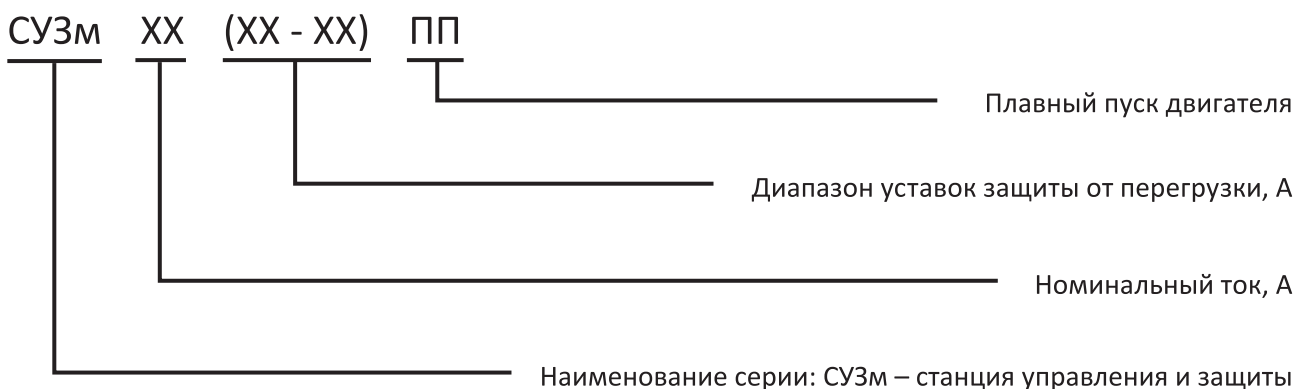 СУЗм ХХ (ХХ - ХХ) ПП
Плавный пуск двигателя
Диапазон уставок защиты от перегрузки, А
Номинальный ток, А
Наименование серии: СУЗм – станция управления и защиты